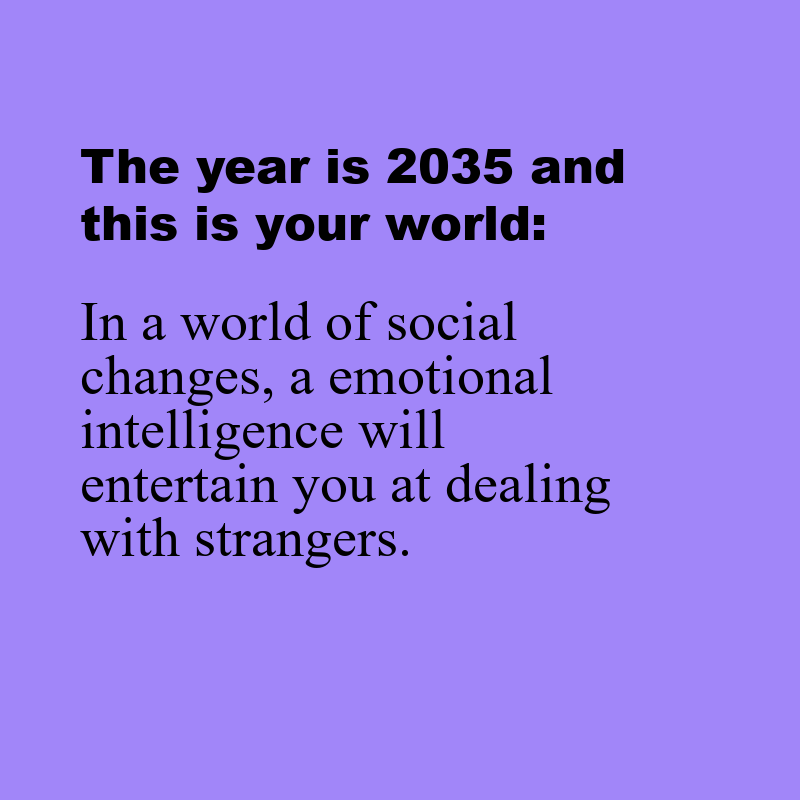 The year is 2035 and
this is your world:
In a world of social
changes, a emotional
intelligence will
entertain you at dealing
with strangers.